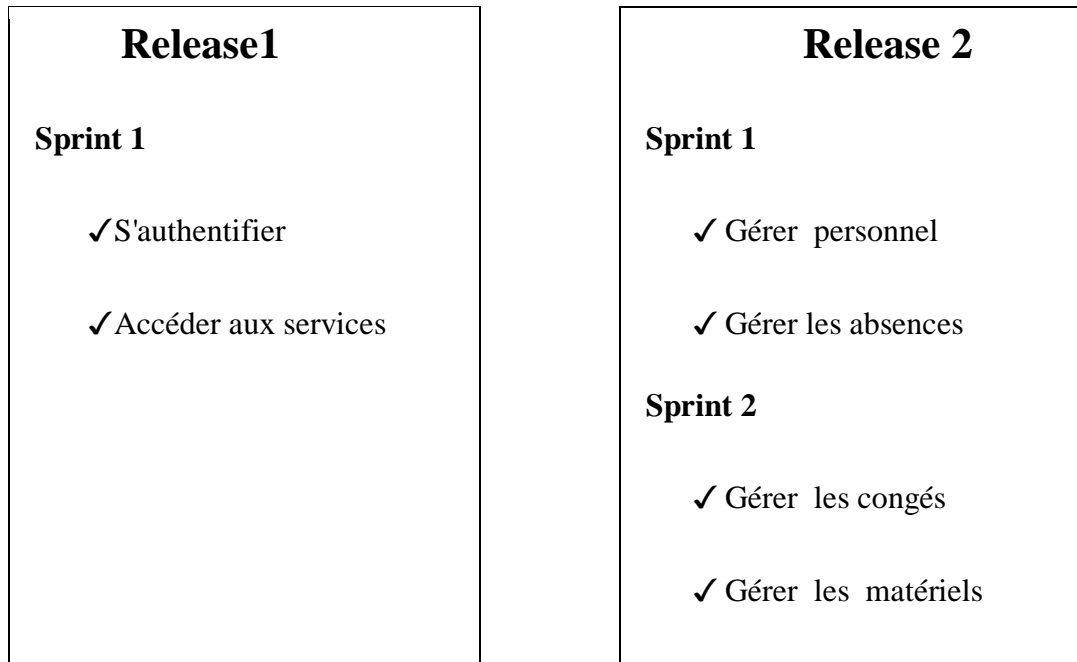 Release1
Sprint 1
✓S'authentifier
✓Accéder aux services
Release 2
Sprint 1
✓ Gérer personnel
✓ Gérer les absences
Sprint 2
✓ Gérer les congés
✓ Gérer les matériels